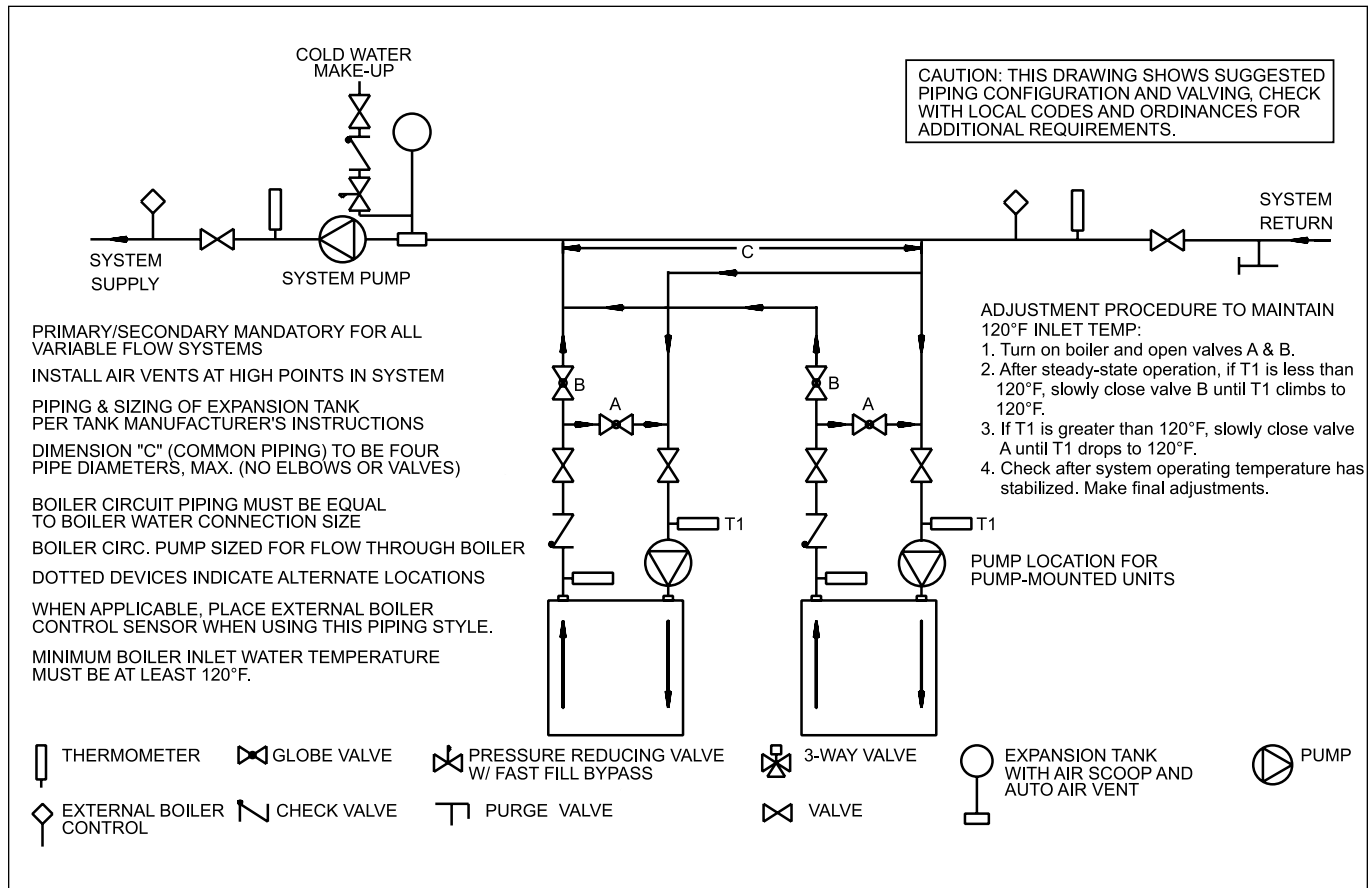 COLD WATER
MAKE-UP
CAUTION: THIS DRAWING SHOWS SUGGESTED
PIPING CONFIGURATION AND VALVING, CHECK
WITH LOCAL CODES AND ORDINANCES FOR
ADDITIONAL REQUIREMENTS.
SYSTEM
RETURN
SYSTEM
SUPPLY
SYSTEM PUMP
C
PRIMARY/SECONDARY MANDATORY FOR ALL
VARIABLE FLOW SYSTEMS
INSTALL AIR VENTS AT HIGH POINTS IN SYSTEM
PIPING & SIZING OF EXPANSION TANK
PER TANK MANUFACTURER'S INSTRUCTIONS
DIMENSION "C" (COMMON PIPING) TO BE FOUR
PIPE DIAMETERS, MAX. (NO ELBOWS OR VALVES)
BOILER CIRCUIT PIPING MUST BE EQUAL
TO BOILER WATER CONNECTION SIZE
BOILER CIRC. PUMP SIZED FOR FLOW THROUGH BOILER
DOTTED DEVICES INDICATE ALTERNATE LOCATIONS
WHEN APPLICABLE, PLACE EXTERNAL BOILER
CONTROL SENSOR WHEN USING THIS PIPING STYLE.
MINIMUM BOILER INLET WATER TEMPERATURE
MUST BE AT LEAST 120°F.
B
A
T1
B
A
T1
ADJUSTMENT PROCEDURE TO MAINTAIN
120°F INLET TEMP:
1. Turn on boiler and open valves A & B.
2. After steady-state operation, if T1 is less than
120°F, slowly close valve B until T1 climbs to
120°F.
3. If T1 is greater than 120°F, slowly close valve
A until T1 drops to 120°F.
4. Check after system operating temperature has
stabilized. Make final adjustments.
PUMP LOCATION FOR
PUMP-MOUNTED UNITS
THERMOMETER
GLOBE VALVE
PRESSURE REDUCING VALVE
W/ FAST FILL BYPASS
3-WAY VALVE
EXPANSION TANK
WITH AIR SCOOP AND
AUTO AIR VENT
PUMP
EXTERNAL BOILER
CONTROL
CHECK VALVE
PURGE VALVE
VALVE